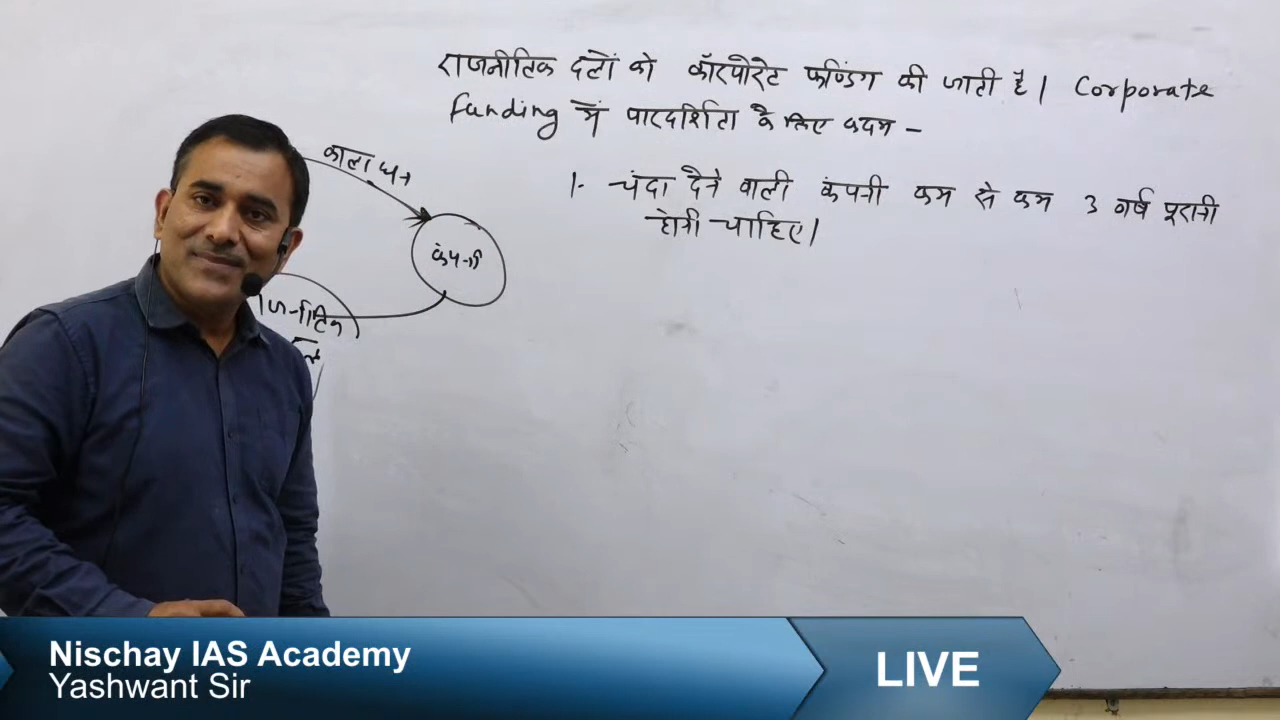 राजनीतिक दलों को कॉरपोरेट फण्डिंग की जाती है। Corporate
Funding में पारदर्शिता के लिए कदम –
1. चंदा देने वाली कंपनी कम से कम 3 वर्ष पूरानी
होनी चाहिए।
काला धन
कंपनी
Nischay IAS Academy
Yashwant Sir
LIVE